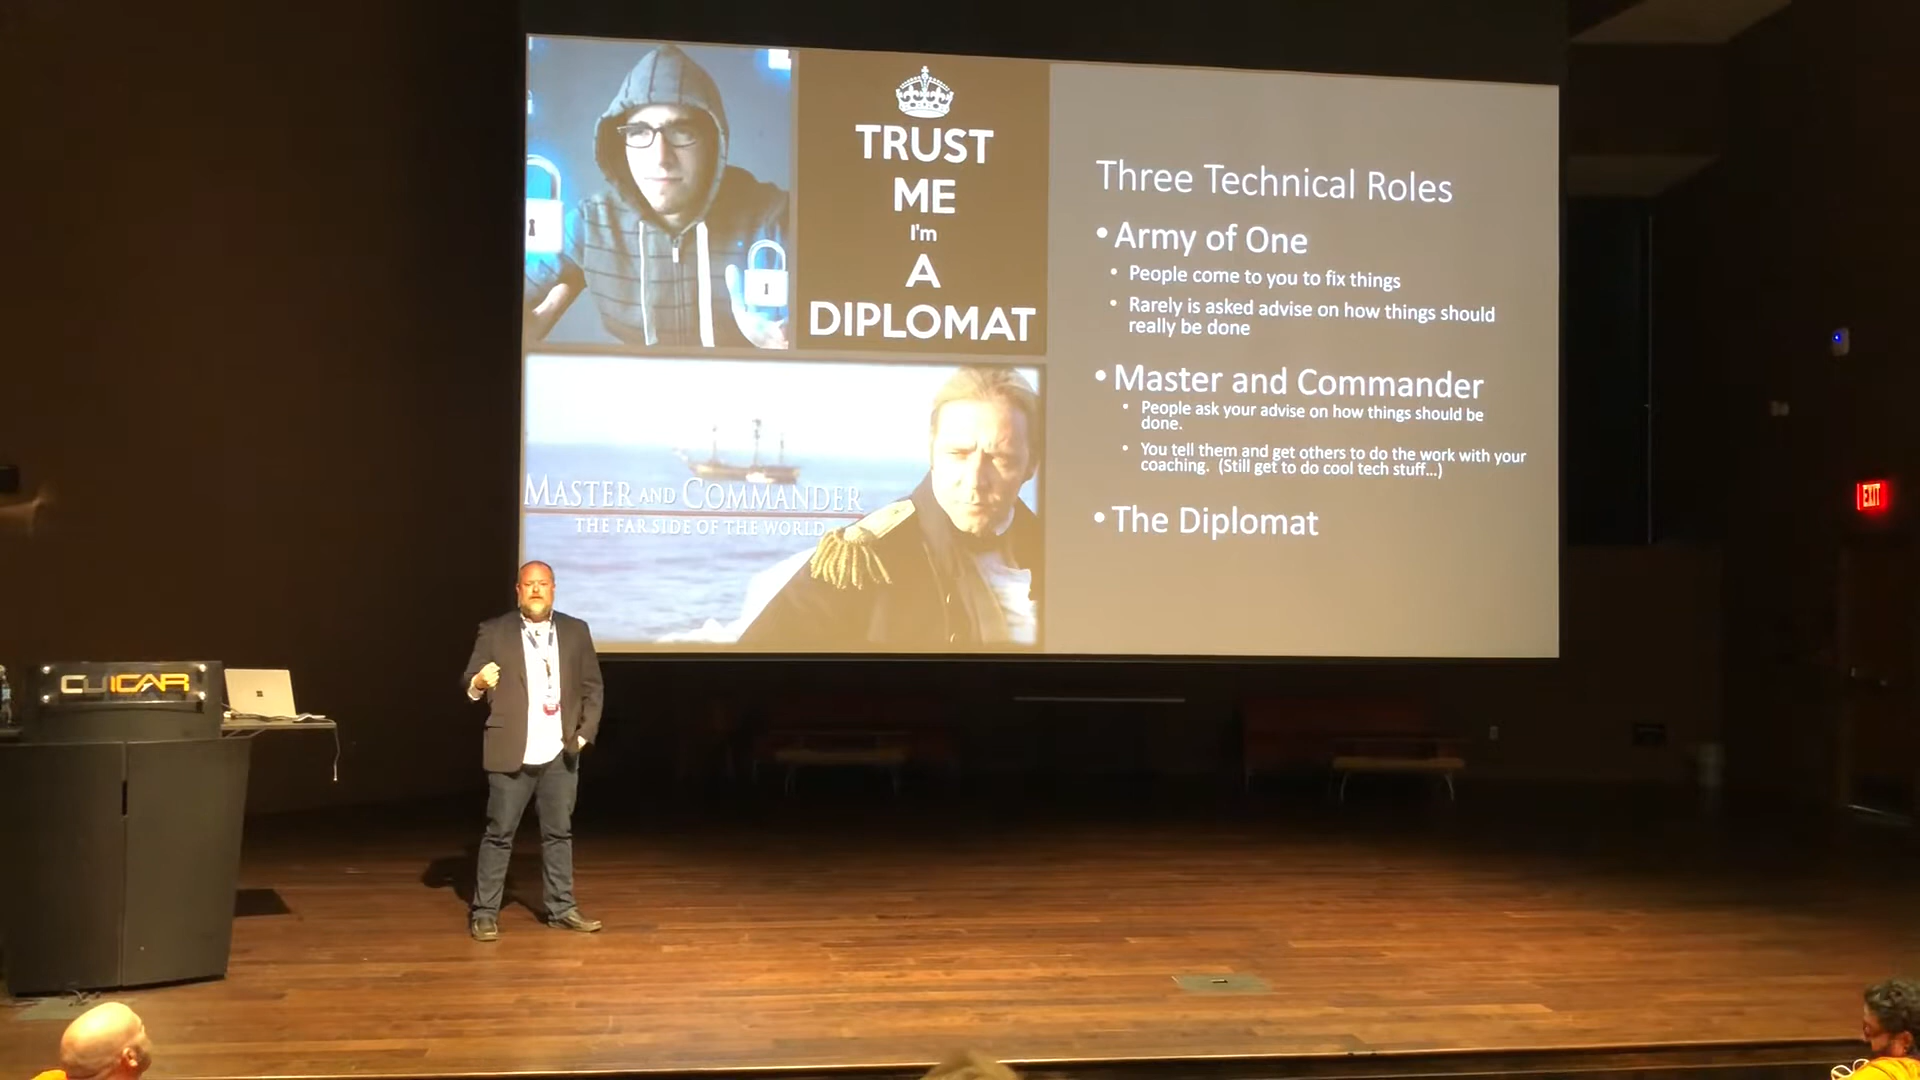 TRUST
ME
I'm
A
DIPLOMAT
MASTER AND COMMANDER
THE FAR SIDE OF THE WORLD
Three Technical Roles
• Army of One
• People come to you to fix things
• Rarely is asked advise on how things should
really be done
• Master and Commander
• People ask your advise on how things should be
done.
• You tell them and get others to do the work with your
coaching. (Still get to do cool tech stuff...)
• The Diplomat
CUICAR
EXIT